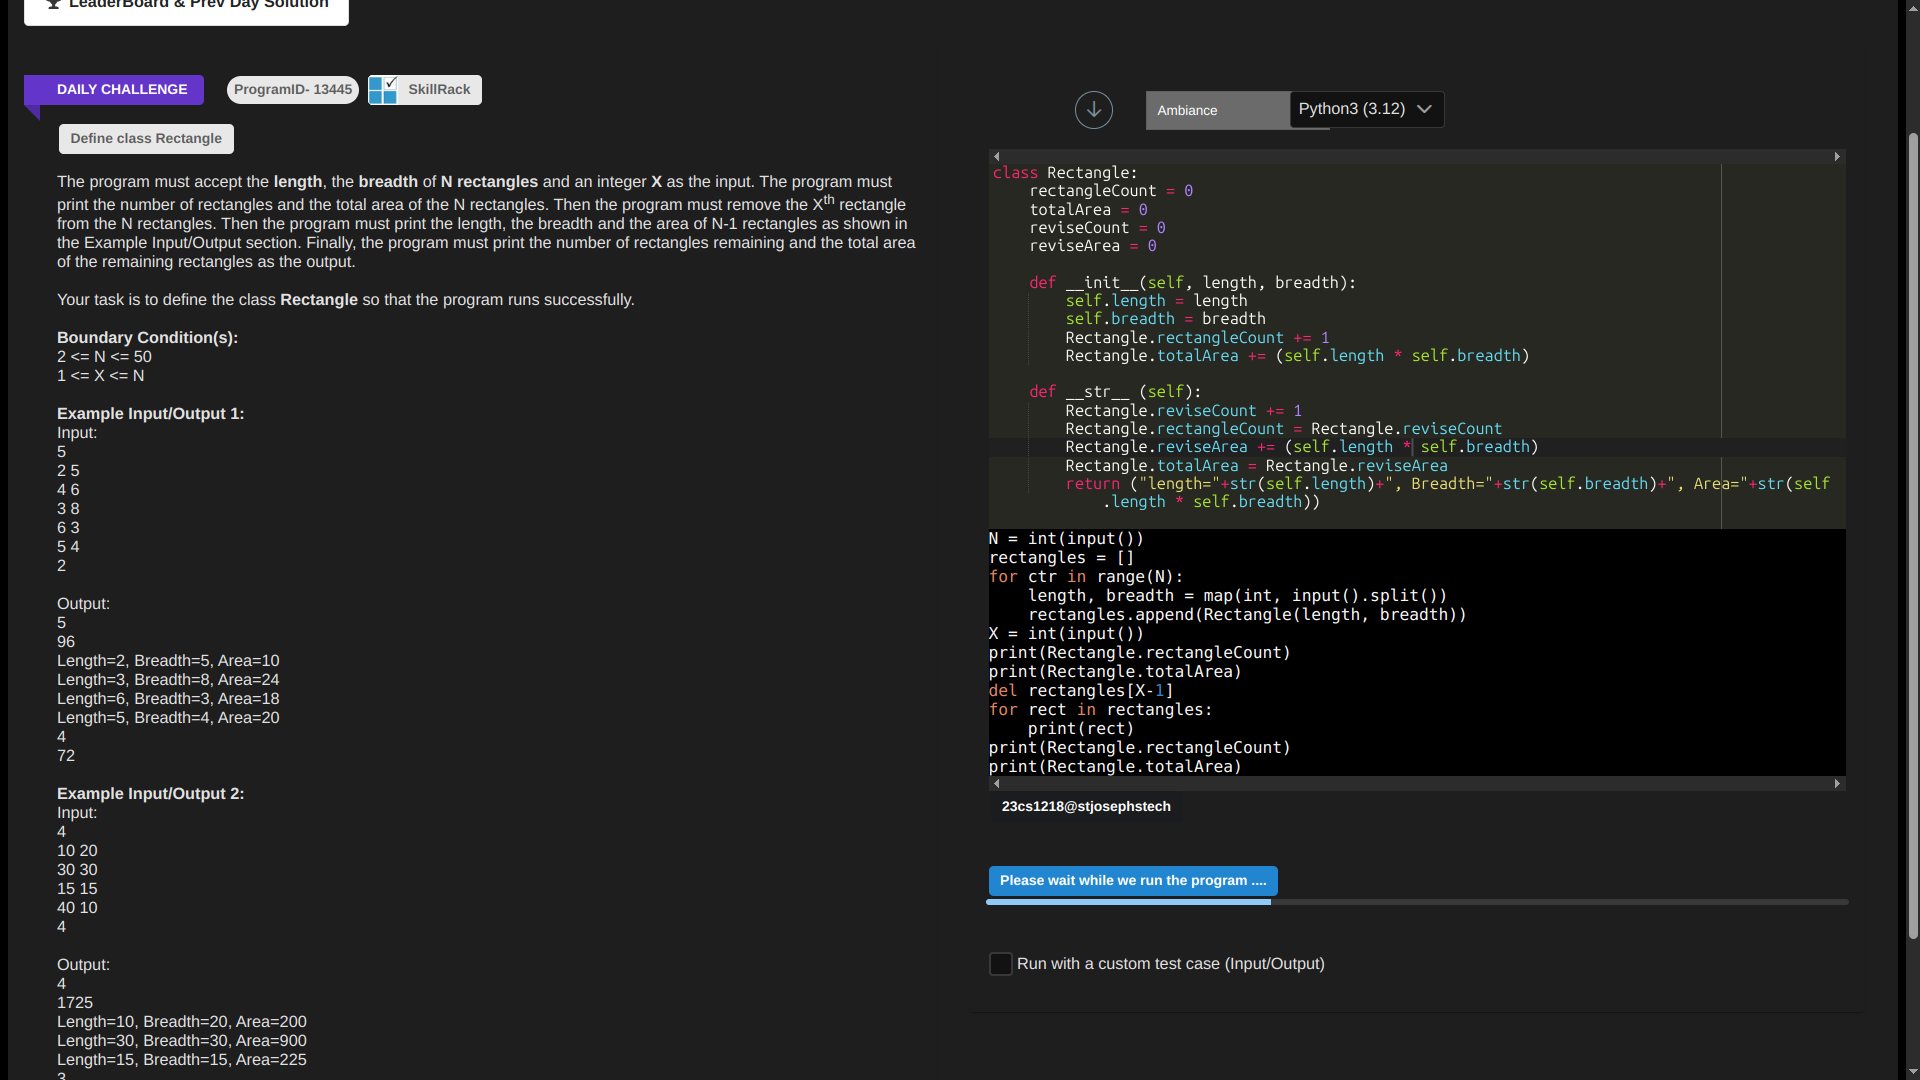 LeaderBoard & Prev Day Solution
DAILY CHALLENGE
ProgramID- 13445
SkillRack
Define class Rectangle
The program must accept the length, the breadth of N rectangles and an integer X as the input. The program must
print the number of rectangles and the total area of the N rectangles. Then the program must remove the Xth rectangle
from the N rectangles. Then the program must print the length, the breadth and the area of N-1 rectangles as shown in
the Example Input/Output section. Finally, the program must print the number of rectangles remaining and the total area
of the remaining rectangles as the output.
Your task is to define the class Rectangle so that the program runs successfully.
Boundary Condition(s):
2 <= N <= 50
1 <= X <= N
Example Input/Output 1:
Input:
5
2 5
4 6
3 8
6 3
5 4
2
Output:
5
96
Length=2, Breadth=5, Area=10
Length=3, Breadth=8, Area=24
Length=6, Breadth=3, Area=18
Length=5, Breadth=4, Area=20
4
72
Example Input/Output 2:
Input:
4
10 20
30 30
15 15
40 10
4
Output:
4
1725
Length=10, Breadth=20, Area=200
Length=30, Breadth=30, Area=900
Length=15, Breadth=15, Area=225
3
Ambiance
Python3 (3.12)
class Rectangle:
    rectangleCount = 0
    totalArea = 0
    reviseCount = 0
    reviseArea = 0
    def __init__(self, length, breadth):
        self.length = length
        self.breadth = breadth
        Rectangle.rectangleCount += 1
        Rectangle.totalArea += (self.length * self.breadth)
    def __str__ (self):
        Rectangle.reviseCount += 1
        Rectangle.rectangleCount = Rectangle.reviseCount
        Rectangle.reviseArea += (self.length * self.breadth)
        Rectangle.totalArea = Rectangle.reviseArea
        return ("length="+str(self.length)+", Breadth="+str(self.breadth)+", Area="+str(self
            .length * self.breadth))
N = int(input())
rectangles = []
for ctr in range(N):
    length, breadth = map(int, input().split())
    rectangles.append(Rectangle(length, breadth))
X = int(input())
print(Rectangle.rectangleCount)
print(Rectangle.totalArea)
del rectangles[X-1]
for rect in rectangles:
    print(rect)
print(Rectangle.rectangleCount)
print(Rectangle.totalArea)
23cs1218@stjosephstech
Please wait while we run the program ....
Run with a custom test case (Input/Output)